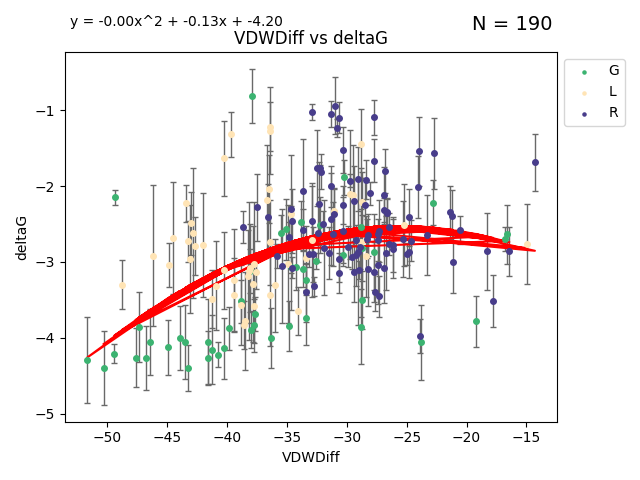 y = -0.00x^2 + -0.13x + -4.20
N = 190
VDWDiff vs deltaG
G
L
R
deltaG
−1
−2
−3
−4
−5
−50
−45
−40
−35
−30
−25
−20
−15
VDWDiff